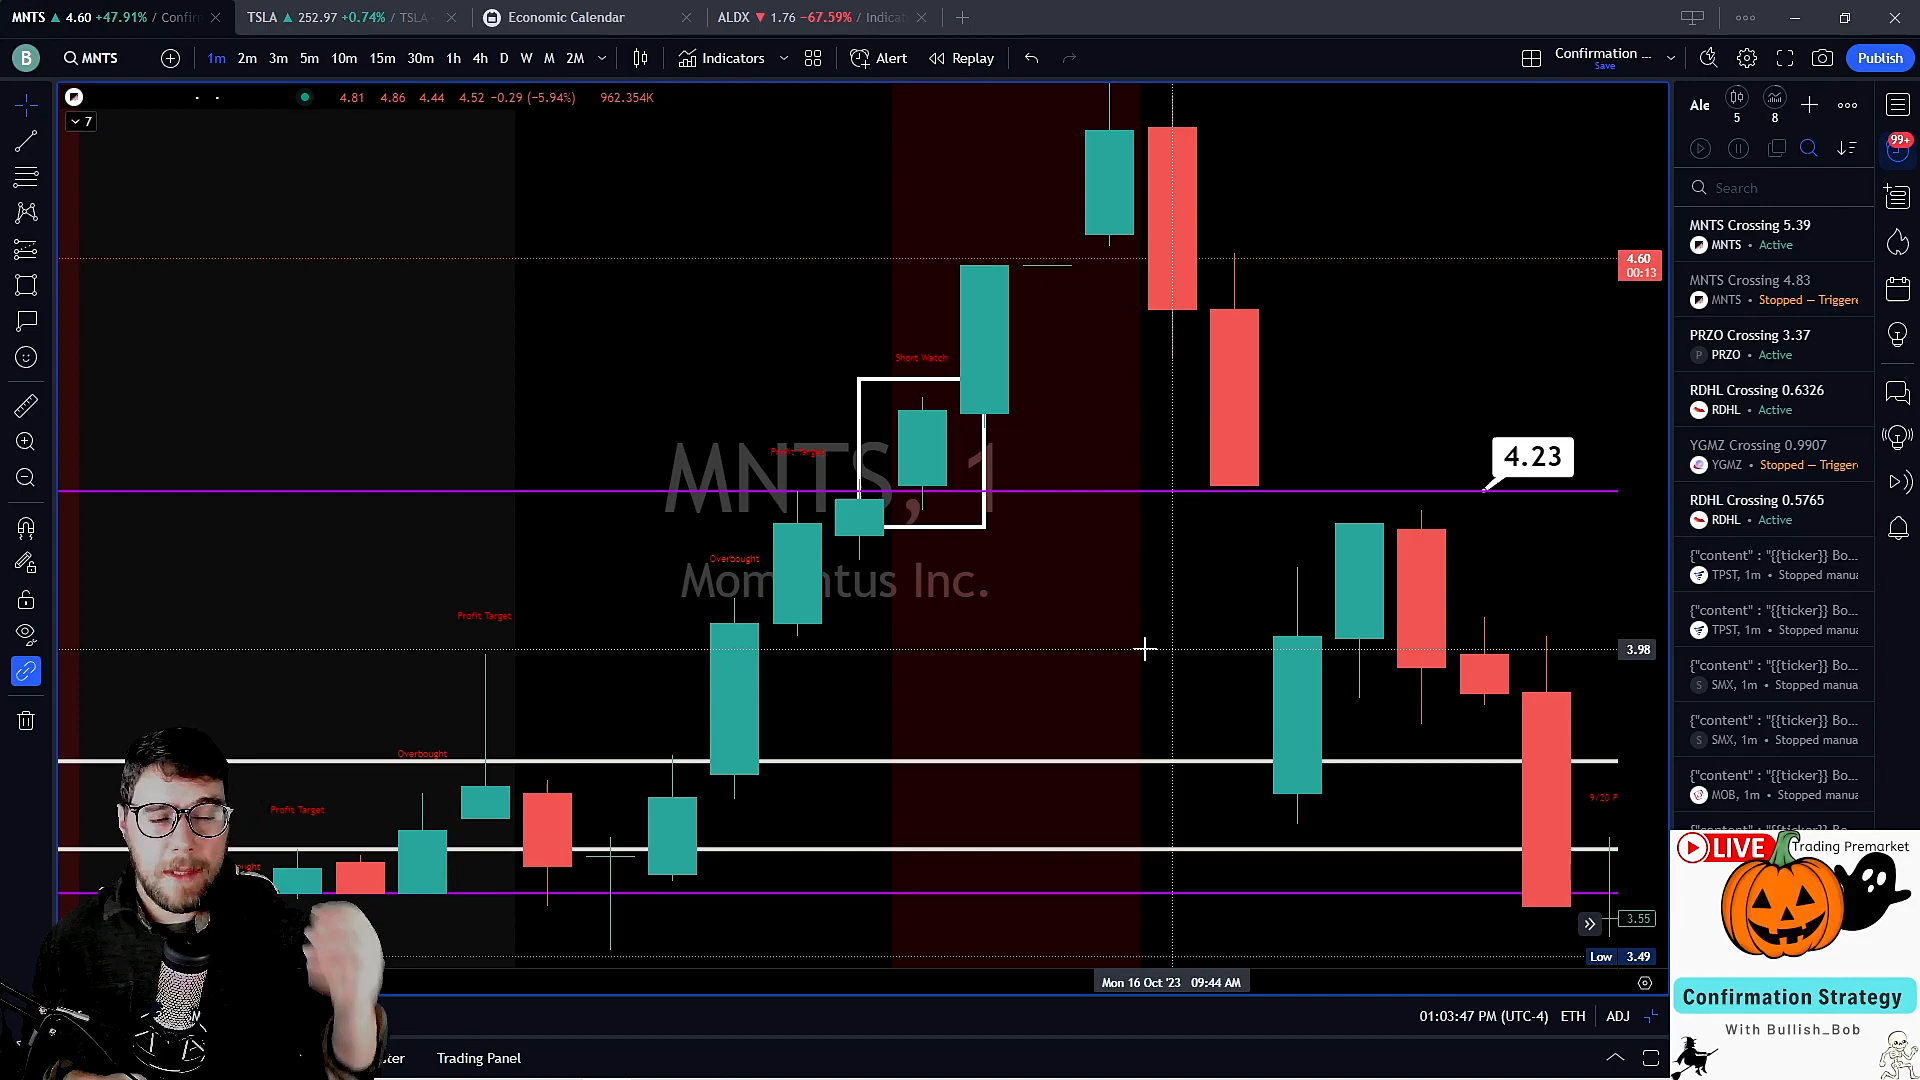 MNTS ▲ 4.60 +47.91% / Confir
TSLA ▲ 252.97 +0.74% / TSLA
Economic Calendar
ALDX ▼ 1.76 −67.59% / Indicat
B
MNTS
1m 2m 3m 5m 10m 15m 30m 1h 4h D W M 2M
Indicators
Alert
Replay
Confirmation ...
Save
Publish
4.81 4.86 4.44 4.52 −0.29 (−5.94%) 962.354K
7
MNTS, 1
Momentus Inc.
Short Watch
Profit Target
Overbought
Profit Target
Overbought
Profit Target
4.60
00:13
4.23
3.98
9/20 F
3.55
Low 3.49
Mon 16 Oct '23 09:44 AM
01:03:47 PM (UTC-4) ETH ADJ
ter
Trading Panel
Ale
5
8
99+
Search
MNTS Crossing 5.39
MNTS • Active
MNTS Crossing 4.83
MNTS • Stopped — Triggere
PRZO Crossing 3.37
P PRZO • Active
RDHL Crossing 0.6326
RDHL • Active
YGMZ Crossing 0.9907
YGMZ • Stopped — Triggere
RDHL Crossing 0.5765
RDHL • Active
{"content" : "{{ticker}} Bo...
TPST, 1m • Stopped manua
{"content" : "{{ticker}} Bo...
TPST, 1m • Stopped manua
{"content" : "{{ticker}} Bo...
S SMX, 1m • Stopped manua
{"content" : "{{ticker}} Bo...
S SMX, 1m • Stopped manua
{"content" : "{{ticker}} Bo...
MOB, 1m • Stopped manua
LIVE
Trading Premarket
Confirmation Strategy
With Bullish_Bob